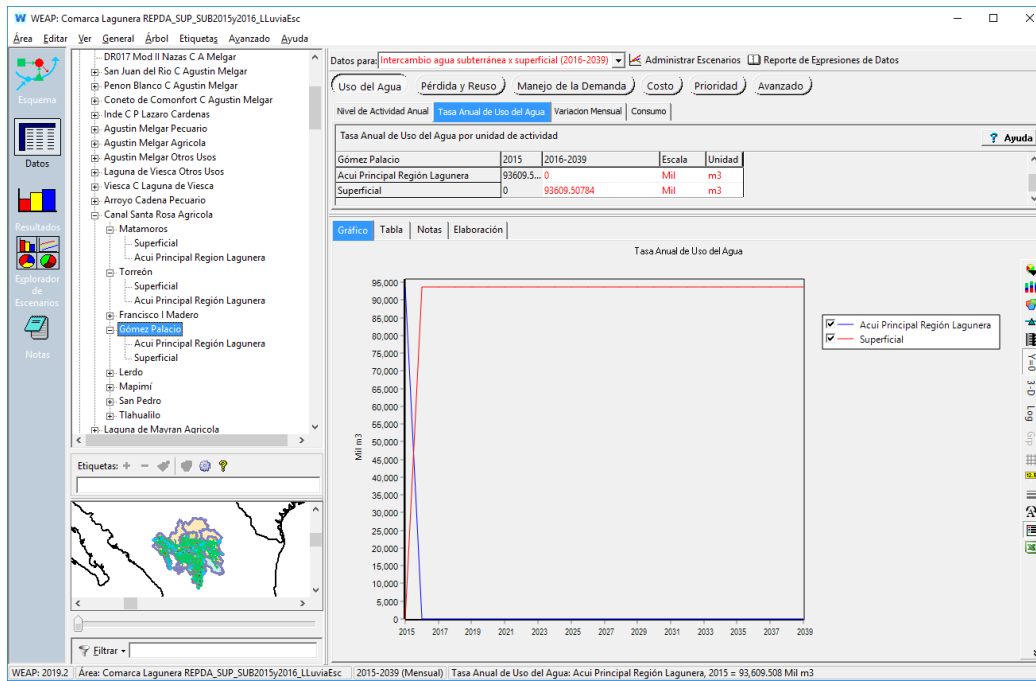 WEAP: Comarca Lagunera REPDA_SUP_SUB2015y2016_LLuviaEsc
Área Editar Ver General Árbol Etiquetas Avanzado Ayuda
Esquema
Datos
Resultados
Explorador
de
Escenarios
Notas
DR017 Mod II Nazas C A Melgar
San Juan del Rio C Agustin Melgar
Penon Blanco C Agustin Melgar
Coneto de Comonfort C Agustin Melgar
Inde C P Lazaro Cardenas
Agustin Melgar Pecuario
Agustin Melgar Agricola
Agustin Melgar Otros Usos
Laguna de Viesca Otros Usos
Viesca C Laguna de Viesca
Arroyo Cadena Pecuario
Canal Santa Rosa Agricola
Matamoros
Superficial
Acui Principal Región Lagunera
Torreón
Superficial
Acui Principal Región Lagunera
Francisco I Madero
Gómez Palacio
Acui Principal Región Lagunera
Superficial
Lerdo
Mapimí
San Pedro
Tlahualilo
Laguna de Mayran Agricola
Etiquetas:
Filtrar
Datos para: Intercambio agua subterránea x superficial (2016-2039) Administrar Escenarios Reporte de Expresiones de Datos
Uso del Agua Pérdida y Reuso Manejo de la Demanda Costo Prioridad Avanzado
Nivel de Actividad Anual Tasa Anual de Uso del Agua Variacion Mensual Consumo
Tasa Anual de Uso del Agua por unidad de actividad ? Ayuda
Gómez Palacio 2015 2016-2039 Escala Unidad
Acui Principal Región Lagunera 93609.5... 0 Mil m3
Superficial 0 93609.50784 Mil m3
Gráfico Tabla Notas Elaboración
Tasa Anual de Uso del Agua
95,000
90,000
85,000
80,000
75,000
70,000
65,000
60,000
55,000
50,000
45,000
40,000
35,000
30,000
25,000
20,000
15,000
10,000
5,000
0
Mil m3
2015 2017 2019 2021 2023 2025 2027 2029 2031 2033 2035 2037 2039
Acui Principal Región Lagunera
Superficial
Y=0
3-D
Log
Grp
WEAP: 2019.2 Área: Comarca Lagunera REPDA_SUP_SUB2015y2016_LLuviaEsc 2015-2039 (Mensual) Tasa Anual de Uso del Agua: Acui Principal Región Lagunera, 2015 = 93,609.508 Mil m3